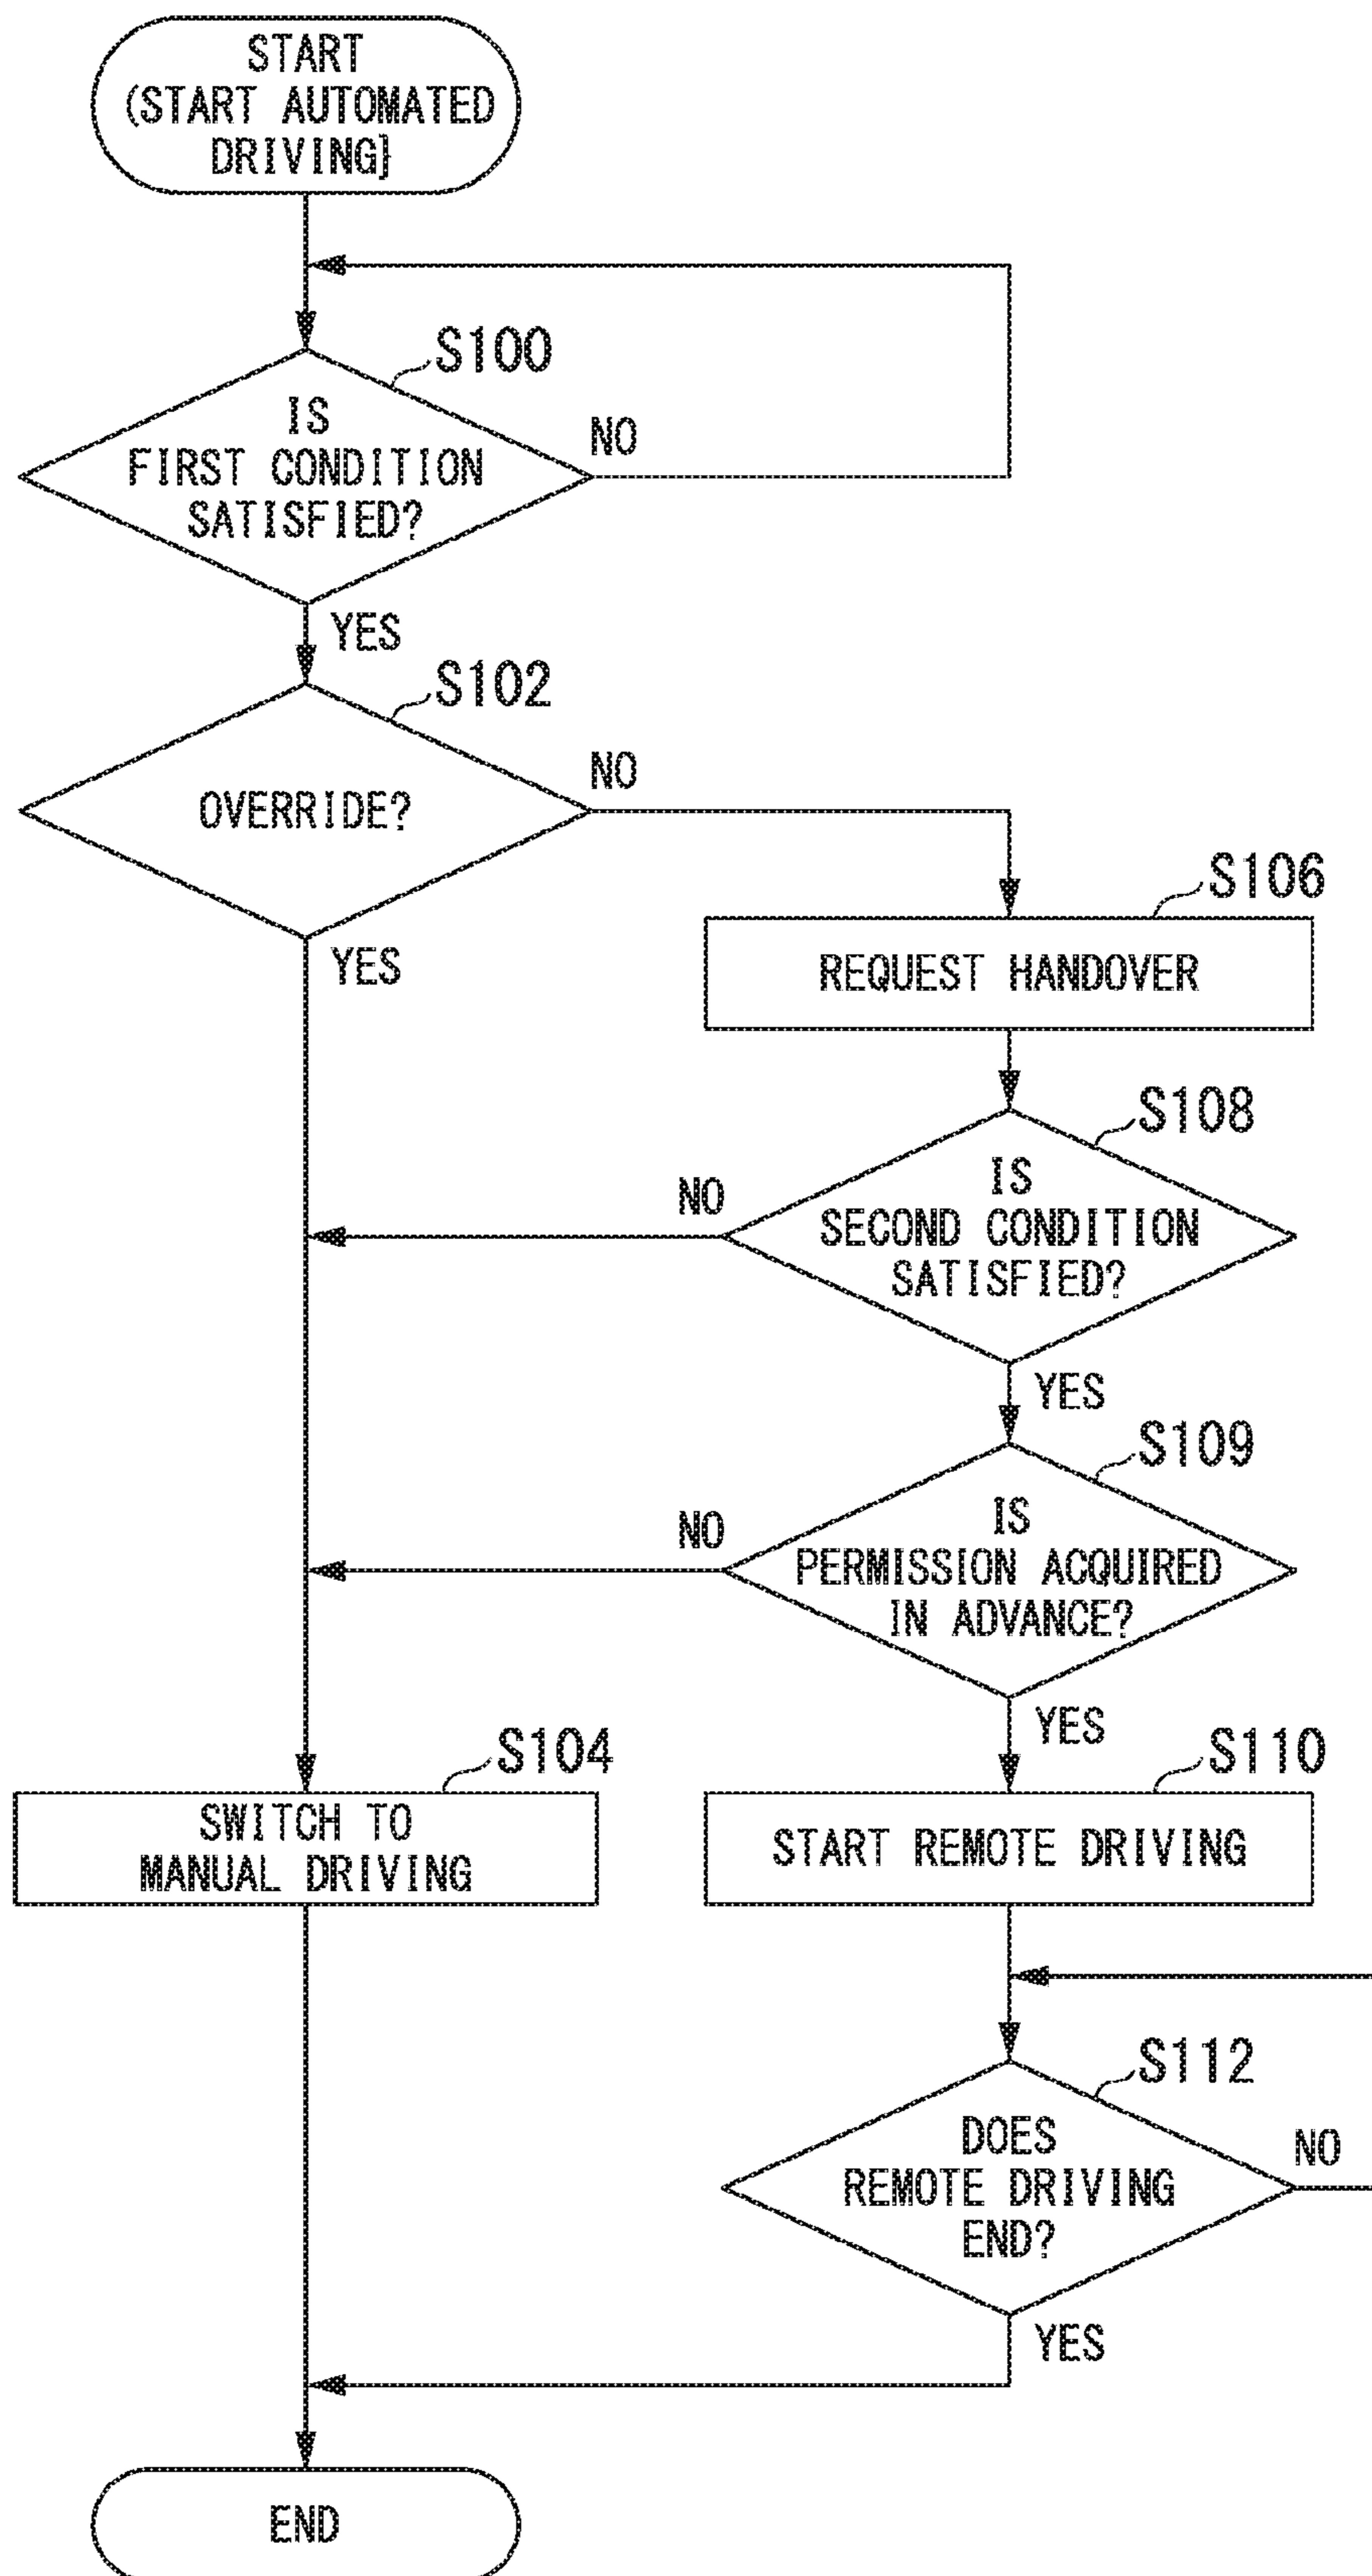 START
(START AUTOMATED
DRIVING}
S100
IS
FIRST CONDITION
SATISFIED?
NO
YES
S102
OVERRIDE?
NO
YES
S106
REQUEST HANDOVER
S108
IS
SECOND CONDITION
SATISFIED?
NO
YES
S109
IS
PERMISSION ACQUIRED
IN ADVANCE?
NO
YES
S104
SWITCH TO
MANUAL DRIVING
S110
START REMOTE DRIVING
S112
DOES
REMOTE DRIVING
END?
NO
YES
END